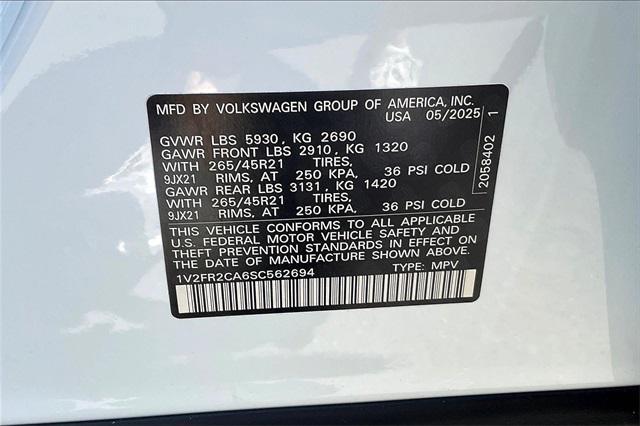 MFD BY VOLKSWAGEN GROUP OF AMERICA, INC.
USA 05/2025
GVWR LBS 5930, KG 2690
GAWR FRONT LBS 2910, KG 1320
WITH 265/45R21 TIRES,
9JX21 RIMS, AT 250 KPA, 36 PSI COLD
GAWR REAR LBS 3131, KG 1420
WITH 265/45R21 TIRES,
9JX21 RIMS, AT 250 KPA, 36 PSI COLD
THIS VEHICLE CONFORMS TO ALL APPLICABLE
U.S. FEDERAL MOTOR VEHICLE SAFETY AND
THEFT PREVENTION STANDARDS IN EFFECT ON
THE DATE OF MANUFACTURE SHOWN ABOVE.
1V2FR2CA6SC562694 TYPE: MPV
2058402 1